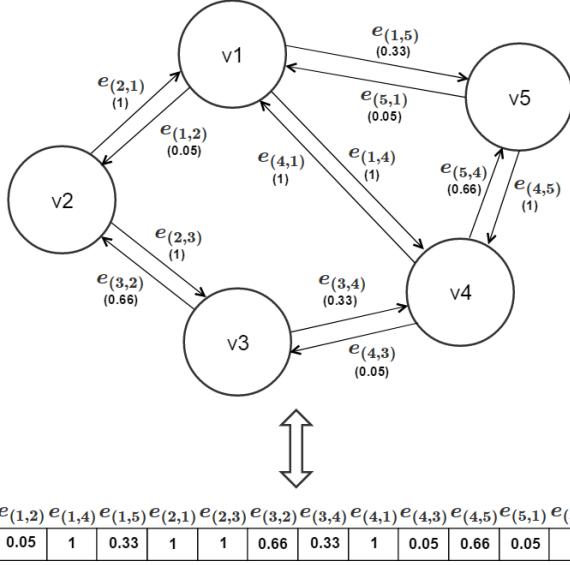 v1
e(1,5)
(0.33)
e(2,1)
(1)
e(5,1)
(0.05)
v5
e(1,2)
(0.05)
e(4,1)
(1)
e(1,4)
(1)
e(5,4)
(0.66)
e(4,5)
(1)
v2
e(2,3)
(1)
e(3,2)
(0.66)
e(3,4)
(0.33)
v4
v3
e(4,3)
(0.05)
e(1,2) e(1,4) e(1,5) e(2,1) e(2,3) e(3,2) e(3,4) e(4,1) e(4,3) e(4,5) e(5,1) e(
0.05 1 0.33 1 1 0.66 0.33 1 0.05 0.66 0.05